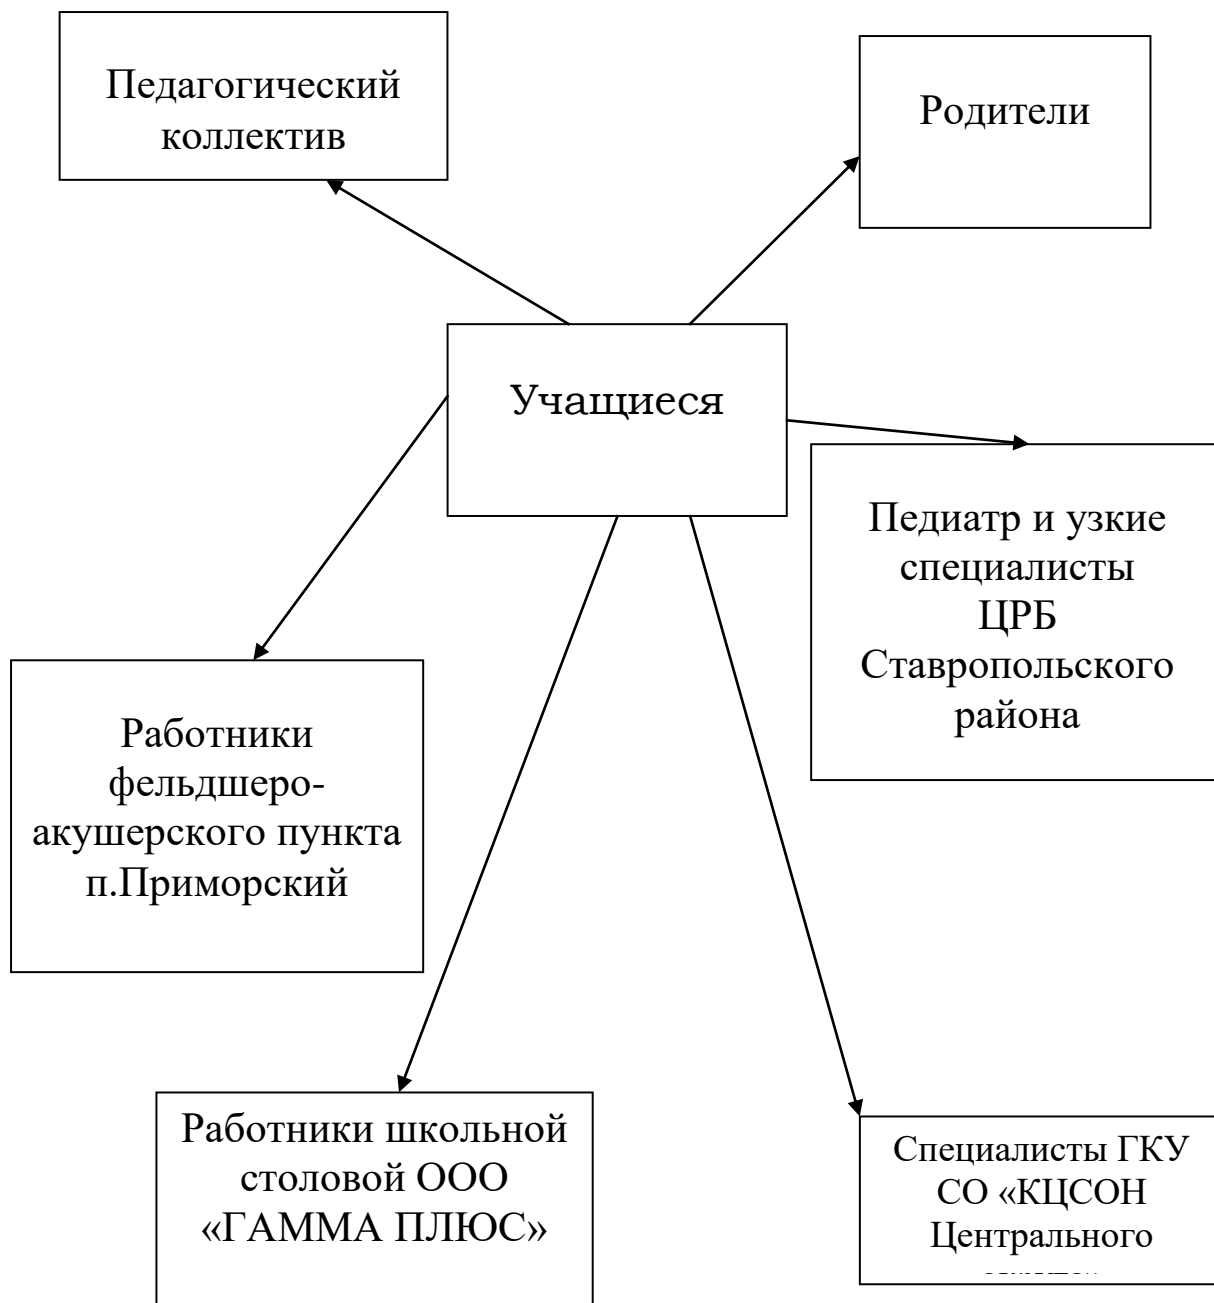 Педагогический
коллектив
Родители
Учащиеся
Педиатр и узкие
специалисты
ЦРБ
Ставропольского
района
Работники
фельдшеро-
акушерского пункта
п.Приморский
Работники школьной
столовой ООО
«ГАММА ПЛЮС»
Специалисты ГКУ
СО «КЦСОН
Центрального